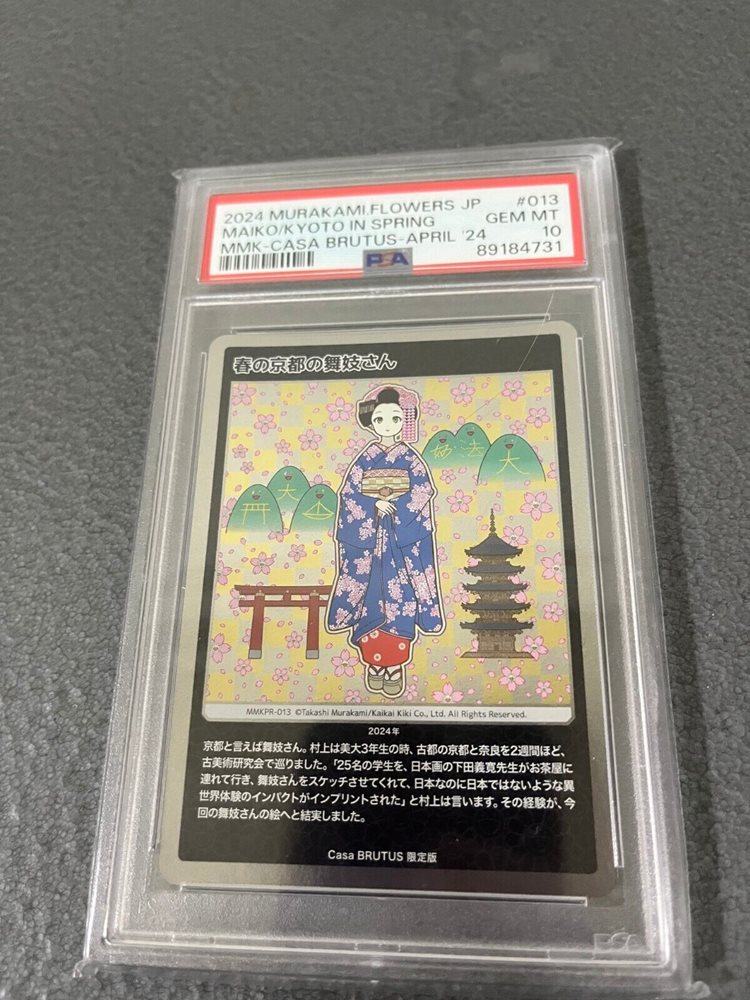 2024 MURAKAMI.FLOWERS JP #013
MAIKO/KYOTO IN SPRING GEM MT
MMK-CASA BRUTUS-APRIL '24 10
PSA 89184731
春の京都の舞妓さん
大
妙 法 大
MMKPR-013 ©Takashi Murakami/Kaikai Kiki Co., Ltd. All Rights Reserved.
2024年
京都と言えば舞妓さん。村上は美大3年生の時、古都の京都と奈良を2週間ほど、
古美術研究会で巡りました。「25名の学生を、日本画の下田義寛先生がお茶屋に
連れて行き、舞妓さんをスケッチさせてくれて、日本なのに日本ではないような異
世界体験のインパクトがインプリントされた」と村上は言います。その経験が、今
回の舞妓さんの絵へと結実しました。
Casa BRUTUS 限定版
PSA